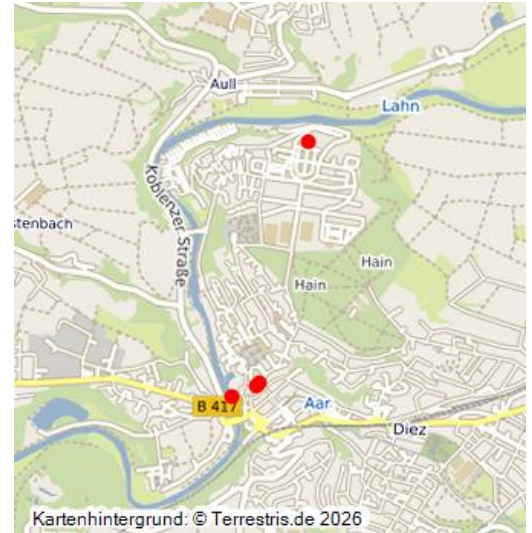 Aull
Lahn
Koblenzer Straße
stenbach
Hain
Hain
B 417
Aar
Diez
Kartenhintergrund: © Terrestris.de 2026